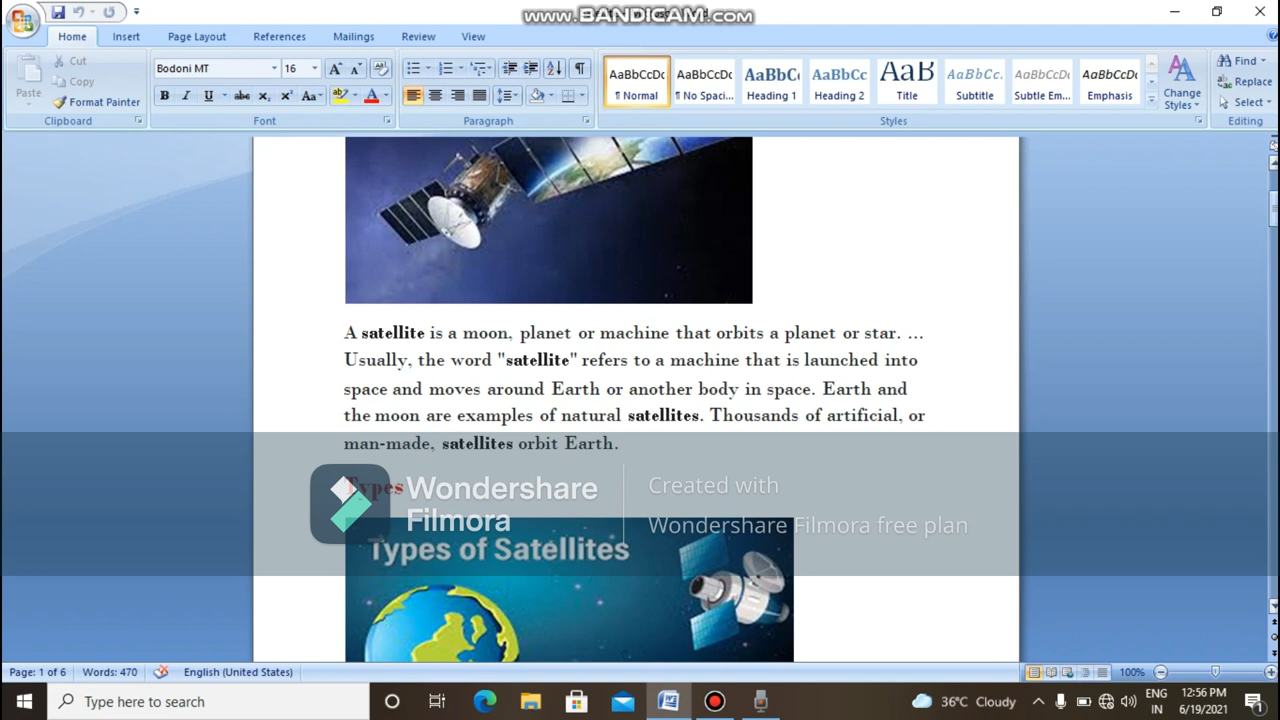 www.BANDICAM.com
Home Insert Page Layout References Mailings Review View
Paste
Cut
Copy
Format Painter
Clipboard
Bodoni MT 16
B I U abc x₂ x² Aa
Font
Paragraph
AaBbCcDc AaBbCcDc AaBbC AaBbCc AaB AaBbCc. AaBbCcDc AaBbCcDc
¶ Normal ¶ No Spaci... Heading 1 Heading 2 Title Subtitle Subtle Em... Emphasis
Change Styles
Styles
Find
Replace
Select
Editing
A satellite is a moon, planet or machine that orbits a planet or star. ...
Usually, the word "satellite" refers to a machine that is launched into
space and moves around Earth or another body in space. Earth and
the moon are examples of natural satellites. Thousands of artificial, or
man-made, satellites orbit Earth.
Types
Wondershare
Filmora
Created with
Wondershare Filmora free plan
Types of Satellites
Page: 1 of 6 Words: 470 English (United States) 100%
Type here to search
36°C Cloudy
ENG
IN
12:56 PM
6/19/2021
1